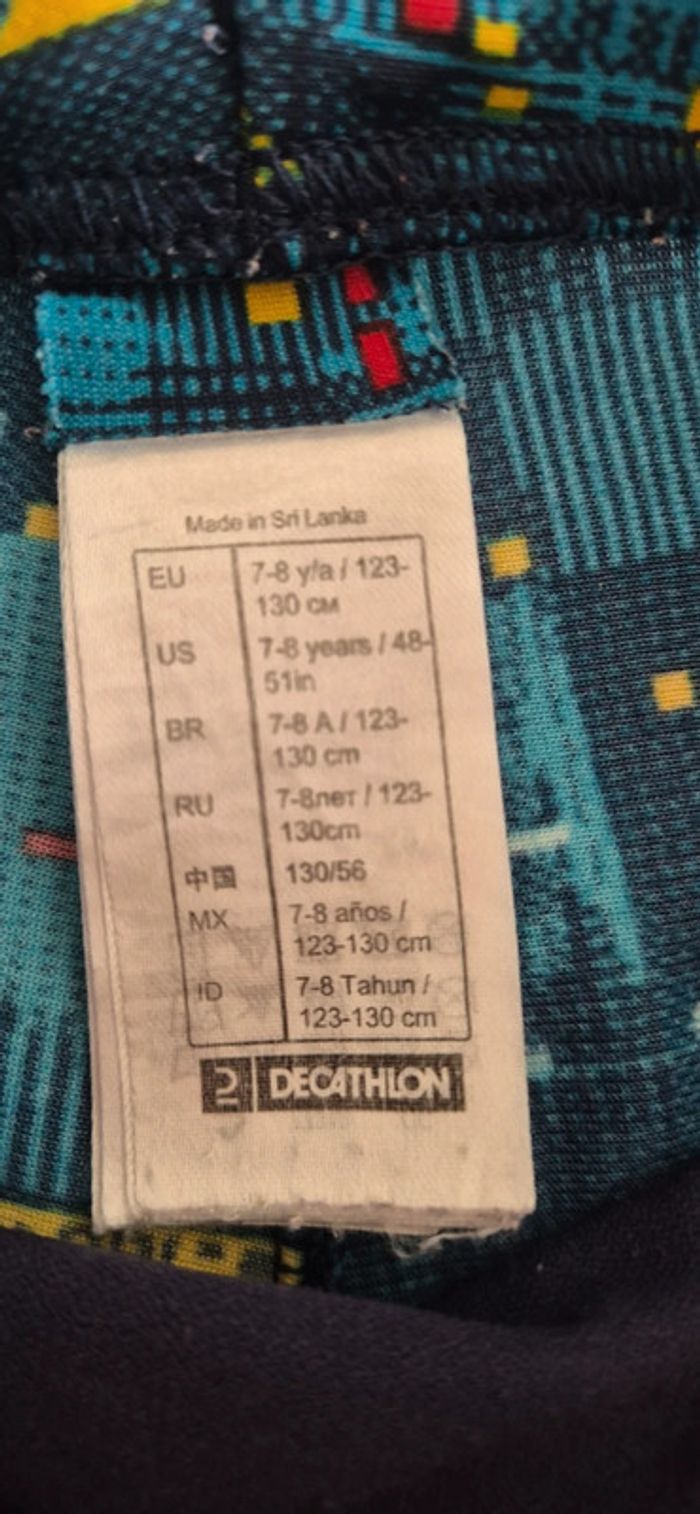 Made in Sri Lanka
EU 7-8 y/a / 123-
130 см
US 7-8 years / 48-
51in
BR 7-8 A / 123-
130 cm
RU 7-8лет / 123-
130cm
中国 130/56
MX 7-8 años /
123-130 cm
ID 7-8 Tahun /
123-130 cm
DECATHLON